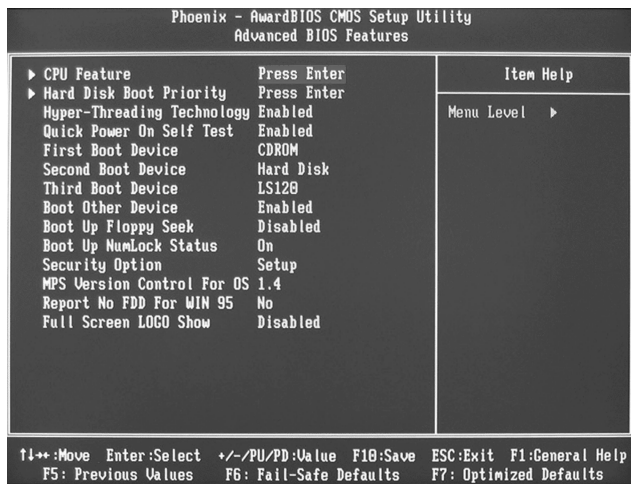 Phoenix - AwardBIOS CMOS Setup Utility
Advanced BIOS Features
▶ CPU Feature Press Enter
▶ Hard Disk Boot Priority Press Enter
Hyper-Threading Technology Enabled
Quick Power On Self Test Enabled
First Boot Device CDROM
Second Boot Device Hard Disk
Third Boot Device LS120
Boot Other Device Enabled
Boot Up Floppy Seek Disabled
Boot Up NumLock Status On
Security Option Setup
MPS Version Control For OS 1.4
Report No FDD For WIN 95 No
Full Screen LOGO Show Disabled
Item Help
Menu Level ▶
↑↓→←:Move Enter:Select +/-/PU/PD:Value F10:Save ESC:Exit F1:General Help
F5: Previous Values F6: Fail-Safe Defaults F7: Optimized Defaults